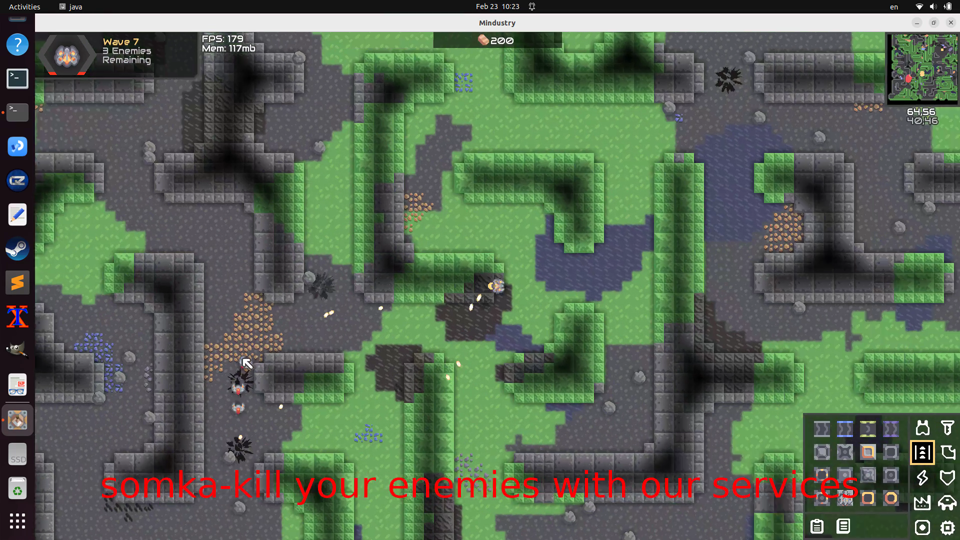 Activities java Feb 23 10:23 en
Mindustry
Wave 7
3 Enemies
Remaining
FPS: 179
Mem: 117mb
200
64,56
40,46
SSD
somka-kill your enemies with our services